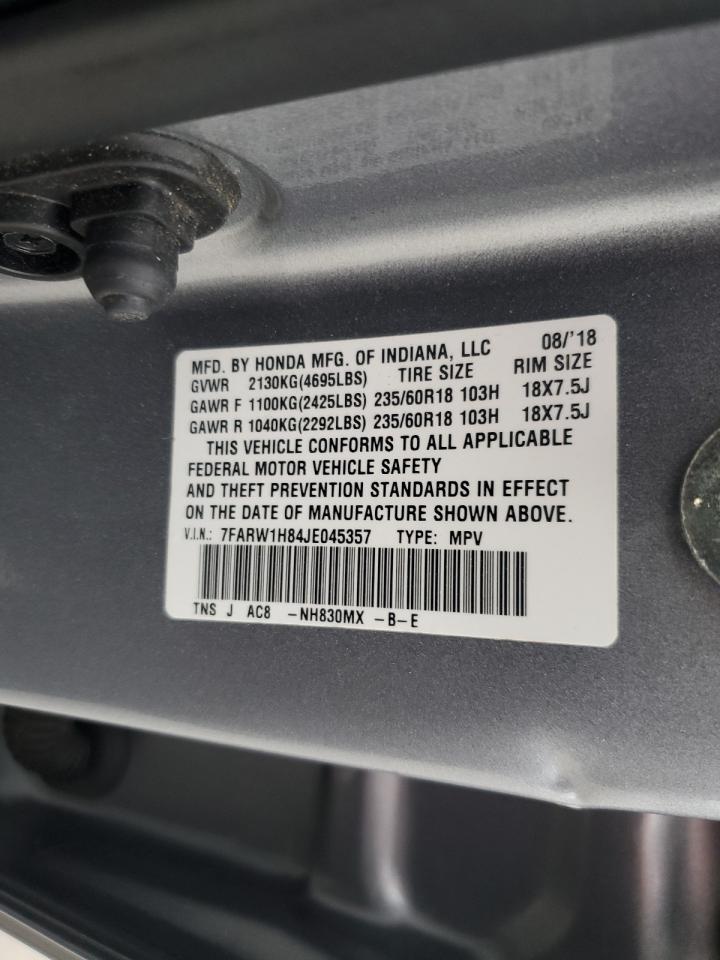 MFD. BY HONDA MFG. OF INDIANA, LLC 08/'18
GVWR 2130KG(4695LBS) TIRE SIZE RIM SIZE
GAWR F 1100KG(2425LBS) 235/60R18 103H 18X7.5J
GAWR R 1040KG(2292LBS) 235/60R18 103H 18X7.5J
THIS VEHICLE CONFORMS TO ALL APPLICABLE
FEDERAL MOTOR VEHICLE SAFETY
AND THEFT PREVENTION STANDARDS IN EFFECT
ON THE DATE OF MANUFACTURE SHOWN ABOVE.
V.I.N.: 7FARW1H84JE045357 TYPE: MPV
TNS J AC8 -NH830MX -B-E